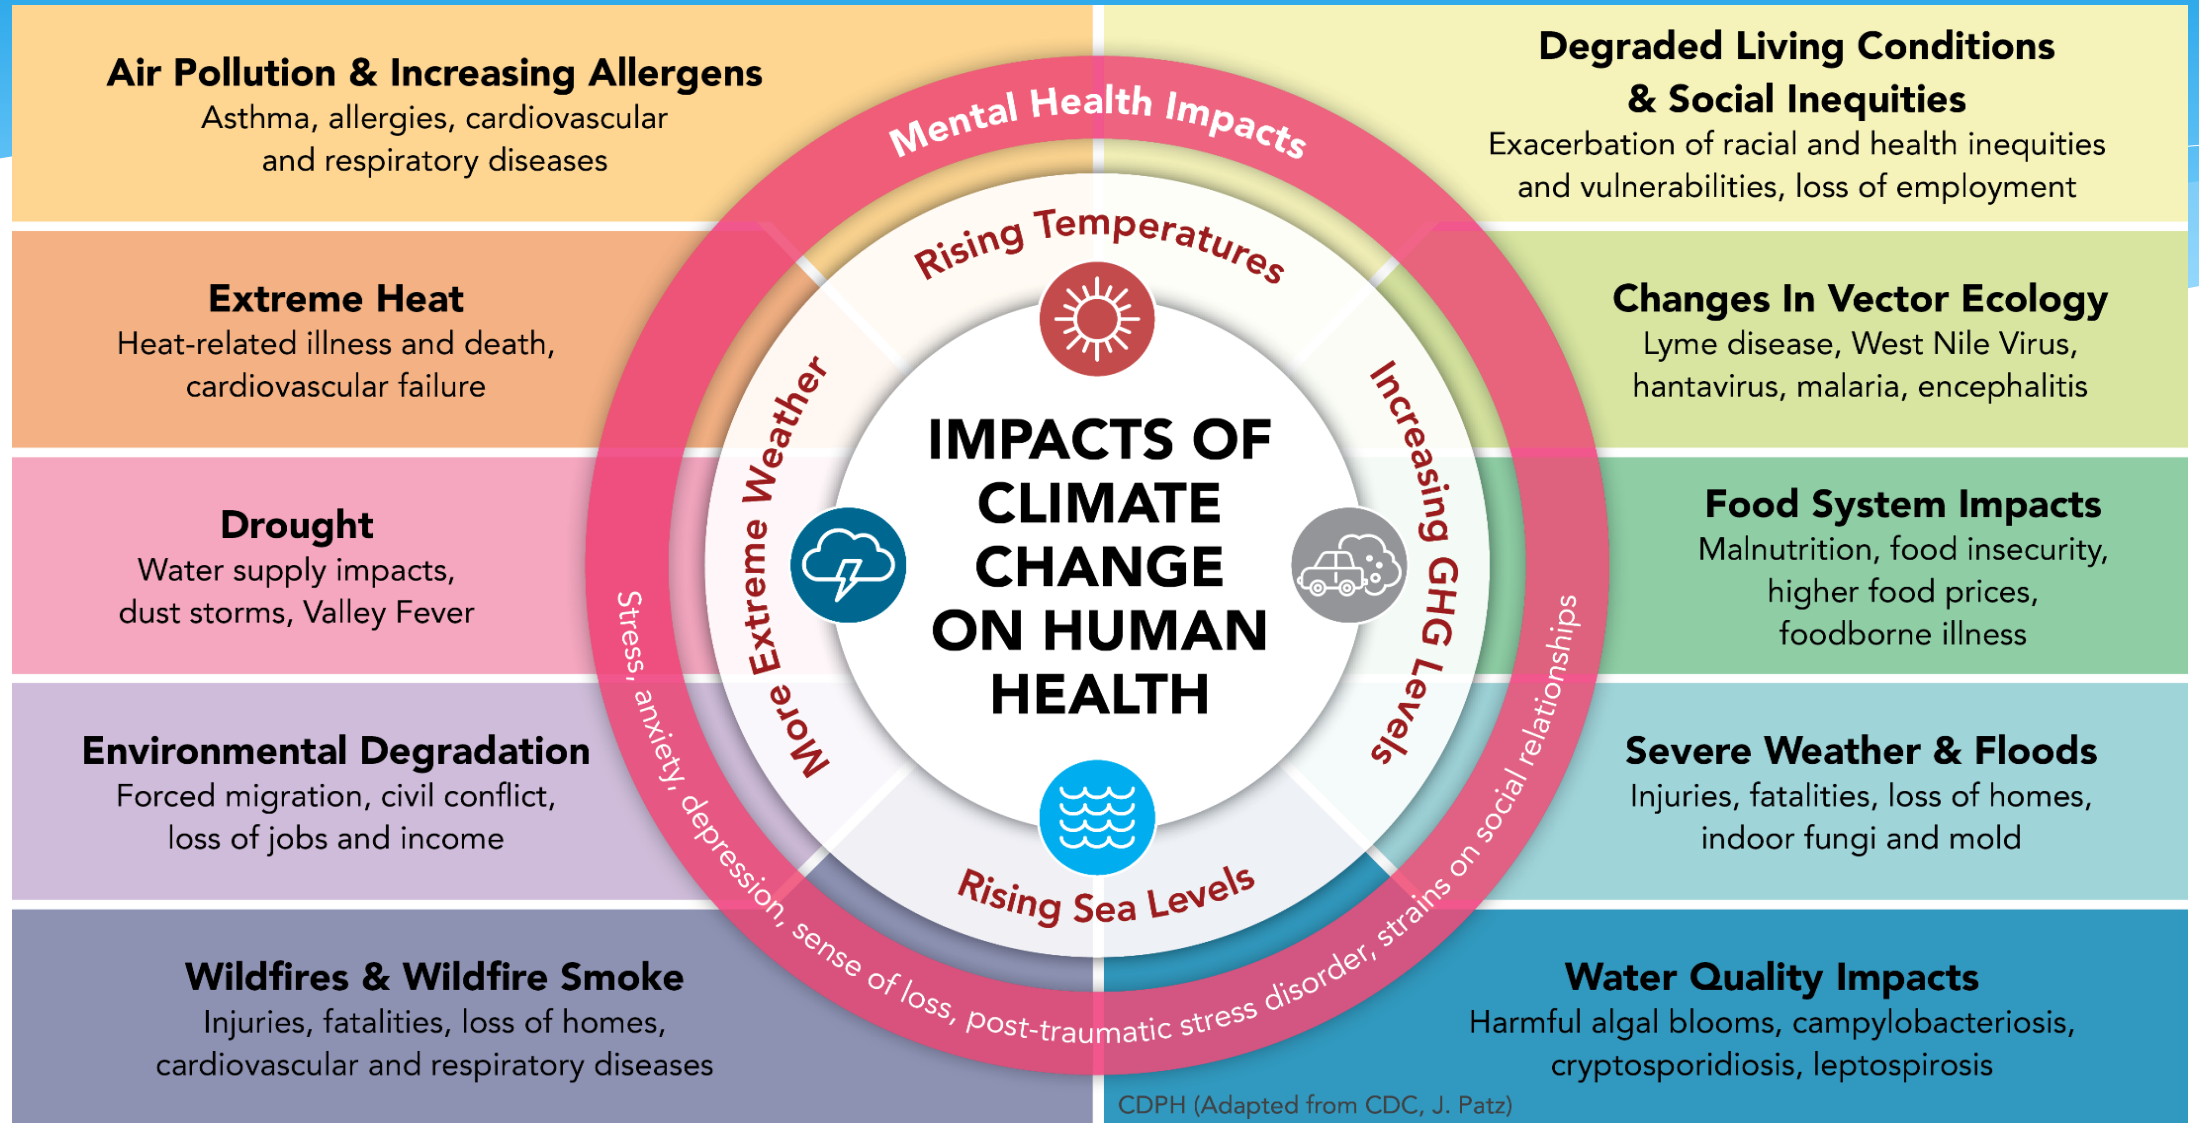 Air Pollution & Increasing Allergens
Asthma, allergies, cardiovascular
and respiratory diseases
Extreme Heat
Heat-related illness and death,
cardiovascular failure
Drought
Water supply impacts,
dust storms, Valley Fever
Environmental Degradation
Forced migration, civil conflict,
loss of jobs and income
Wildfires & Wildfire Smoke
Injuries, fatalities, loss of homes,
cardiovascular and respiratory diseases
Mental Health Impacts
Stress, anxiety, depression, sense of loss, post-traumatic stress disorder, strains on social relationships
Rising Temperatures
More Extreme Weather
Increasing GHG Levels
Rising Sea Levels
IMPACTS OF
CLIMATE
CHANGE
ON HUMAN
HEALTH
Degraded Living Conditions
& Social Inequities
Exacerbation of racial and health inequities
and vulnerabilities, loss of employment
Changes In Vector Ecology
Lyme disease, West Nile Virus,
hantavirus, malaria, encephalitis
Food System Impacts
Malnutrition, food insecurity,
higher food prices,
foodborne illness
Severe Weather & Floods
Injuries, fatalities, loss of homes,
indoor fungi and mold
Water Quality Impacts
Harmful algal blooms, campylobacteriosis,
cryptosporidiosis, leptospirosis
CDPH (Adapted from CDC, J. Patz)